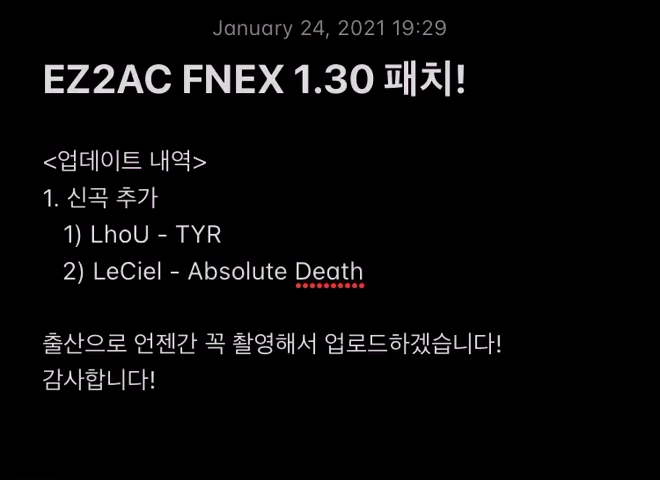 January 24, 2021 19:29
EZ2AC FNEX 1.30 패치!
<업데이트 내역>
1. 신곡 추가
1) LhoU - TYR
2) LeCiel - Absolute Death
출산으로 언젠간 꼭 촬영해서 업로드하겠습니다!
감사합니다!